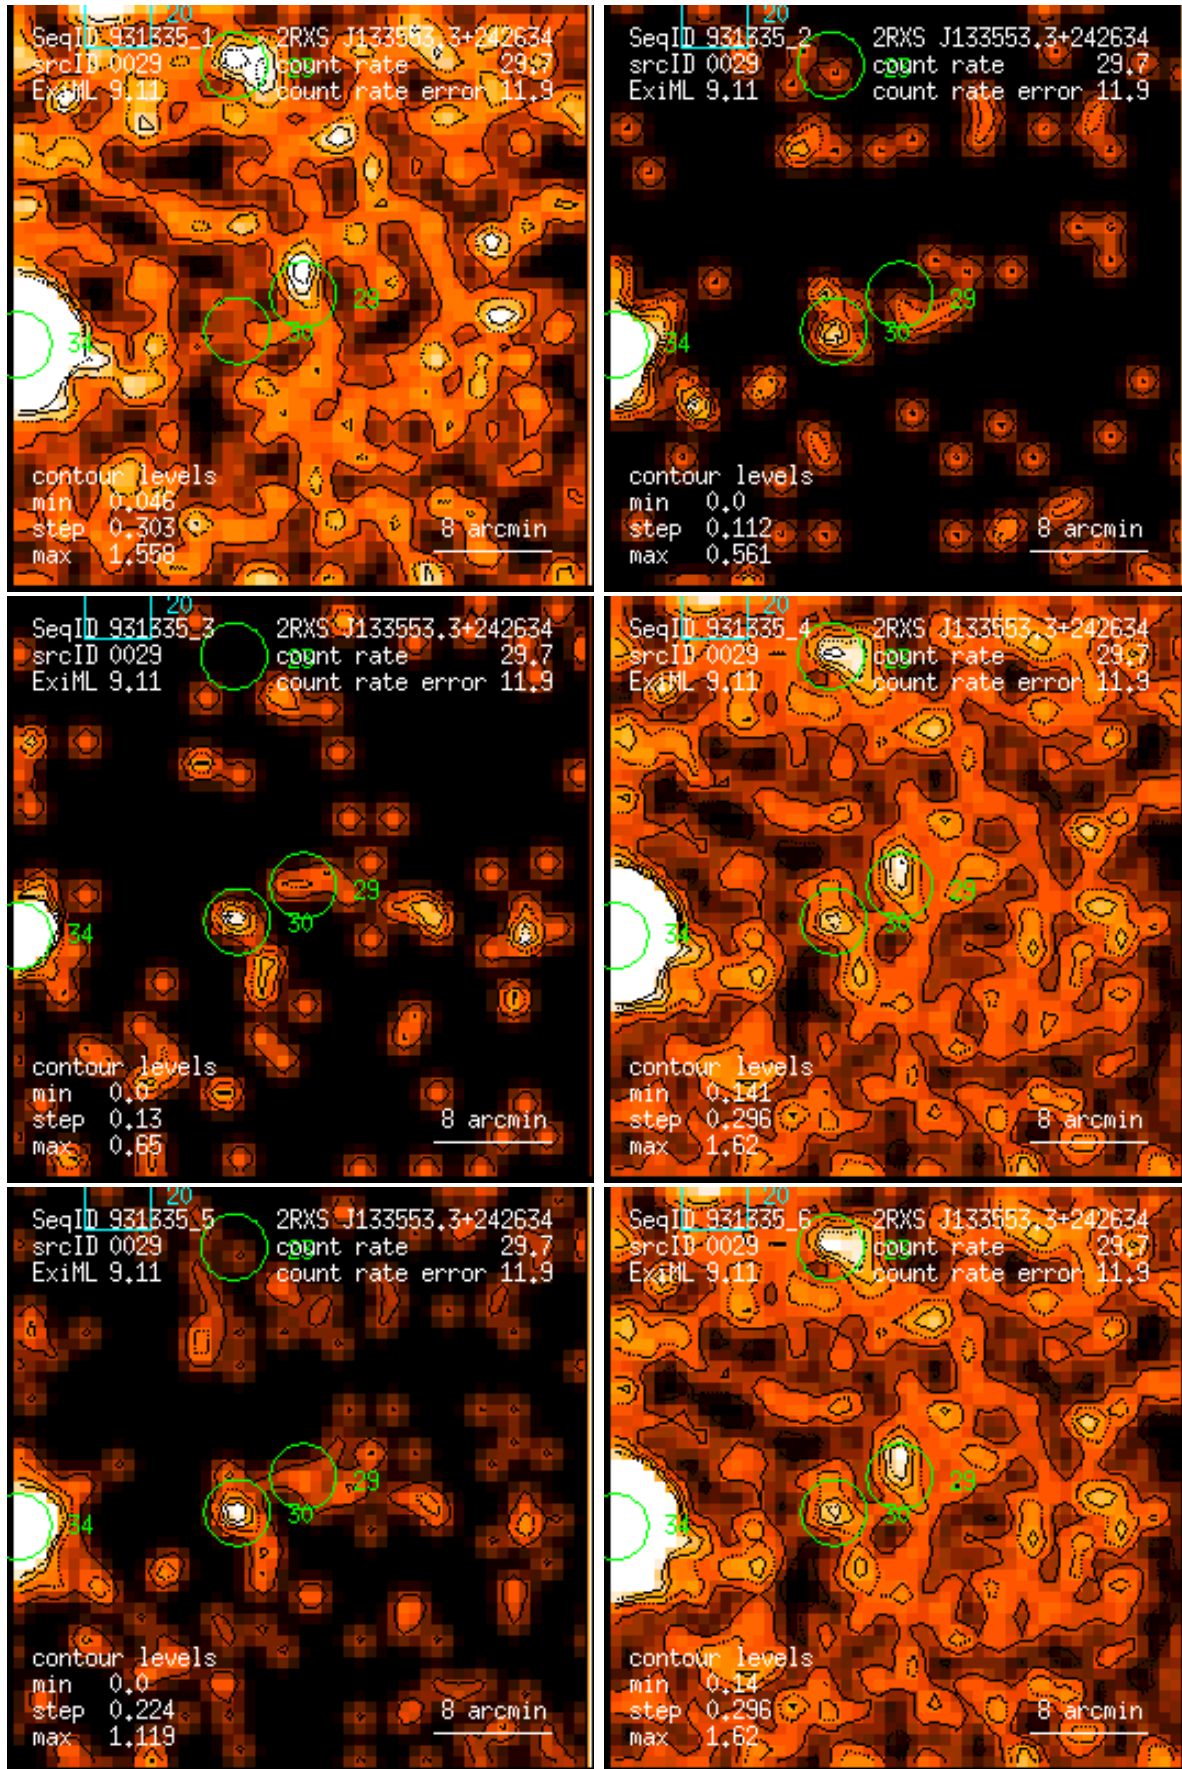 20
SeqID 931335_1 2RXS J133553.3+242634
srcID 0029 count rate 29.7
ExiML 9.11 count rate error 11.9
29
30
34
contour levels
min 0.046
step 0.303
max 1.558
8 arcmin
20
SeqID 931335_2 2RXS J133553.3+242634
srcID 0029 count rate 29.7
ExiML 9.11 count rate error 11.9
29
30
34
contour levels
min 0.0
step 0.112
max 0.561
8 arcmin
20
SeqID 931335_3 2RXS J133553.3+242634
srcID 0029 count rate 29.7
ExiML 9.11 count rate error 11.9
29
30
34
contour levels
min 0.0
step 0.13
max 0.65
8 arcmin
20
SeqID 931335_4 2RXS J133553.3+242634
srcID 0029 count rate 29.7
ExiML 9.11 count rate error 11.9
29
30
34
contour levels
min 0.141
step 0.296
max 1.62
8 arcmin
20
SeqID 931335_5 2RXS J133553.3+242634
srcID 0029 count rate 29.7
ExiML 9.11 count rate error 11.9
29
30
34
contour levels
min 0.0
step 0.224
max 1.119
8 arcmin
20
SeqID 931335_6 2RXS J133553.3+242634
srcID 0029 count rate 29.7
ExiML 9.11 count rate error 11.9
29
30
34
contour levels
min 0.14
step 0.296
max 1.62
8 arcmin